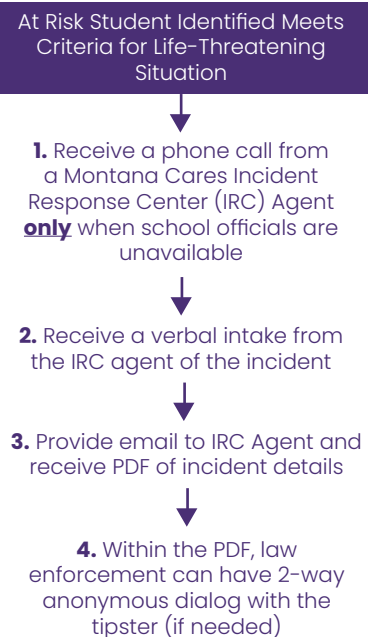 At Risk Student Identified Meets
Criteria for Life-Threatening
Situation
1. Receive a phone call from
a Montana Cares Incident
Response Center (IRC) Agent
only when school officials are
unavailable
2. Receive a verbal intake from
the IRC agent of the incident
3. Provide email to IRC Agent and
receive PDF of incident details
4. Within the PDF, law
enforcement can have 2-way
anonymous dialog with the
tipster (if needed)